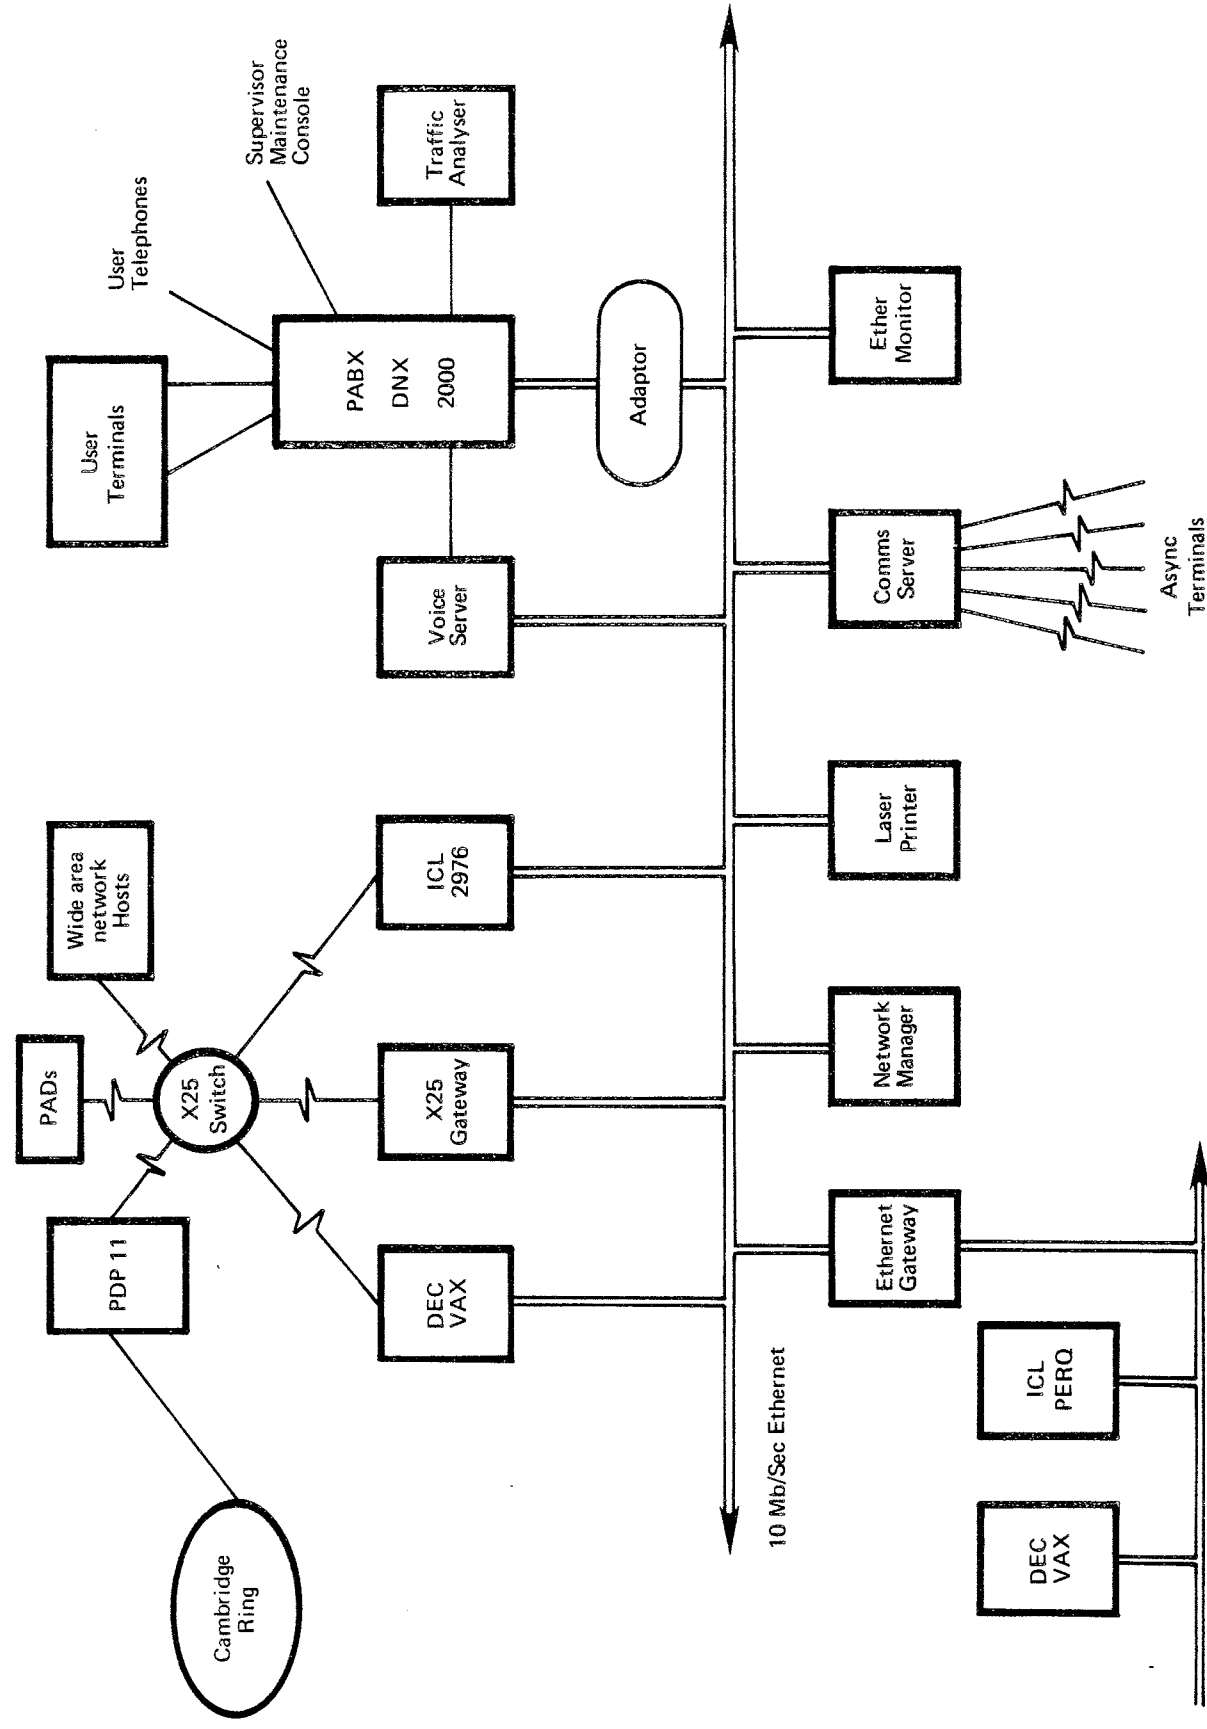 Cambridge
Ring
PDP 11
PADs
Wide area
network
Hosts
X25
Switch
User
Terminals
User
Telephones
Supervisor
Maintenance
Console
DEC
VAX
X25
Gateway
ICL
2976
Voice
Server
PABX
DNX
2000
Traffic
Analyser
Adaptor
10 Mb/Sec Ethernet
Ethernet
Gateway
Network
Manager
Laser
Printer
Comms
Server
Ether
Monitor
Async
Terminals
DEC
VAX
ICL
PERQ